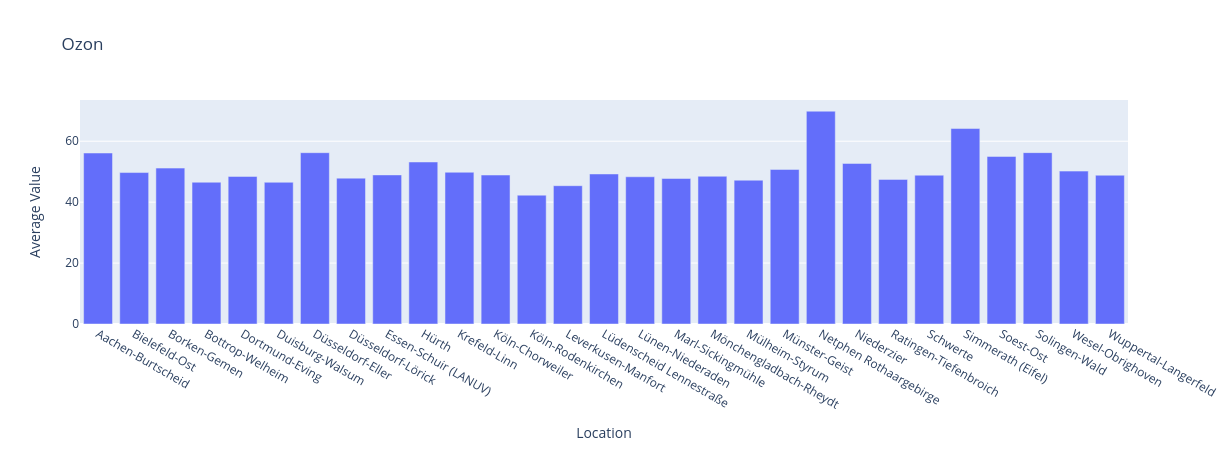 Ozon
Average Value
60
40
20
0
Aachen-Burtscheid
Bielefeld-Ost
Borken-Gemen
Bottrop-Welheim
Dortmund-Eving
Duisburg-Walsum
Düsseldorf-Eller
Düsseldorf-Lörick
Essen-Schuir (LANUV)
Hürth
Krefeld-Linn
Köln-Chorweiler
Köln-Rodenkirchen
Leverkusen-Manfort
Lüdenscheid Lennestraße
Lünen-Niederaden
Marl-Sickingmühle
Mönchengladbach-Rheydt
Mülheim-Styrum
Münster-Geist
Netphen Rothaargebirge
Niederzier
Ratingen-Tiefenbroich
Schwerte
Simmerath (Eifel)
Soest-Ost
Solingen-Wald
Wesel-Obrighoven
Wuppertal-Langerfeld
Location